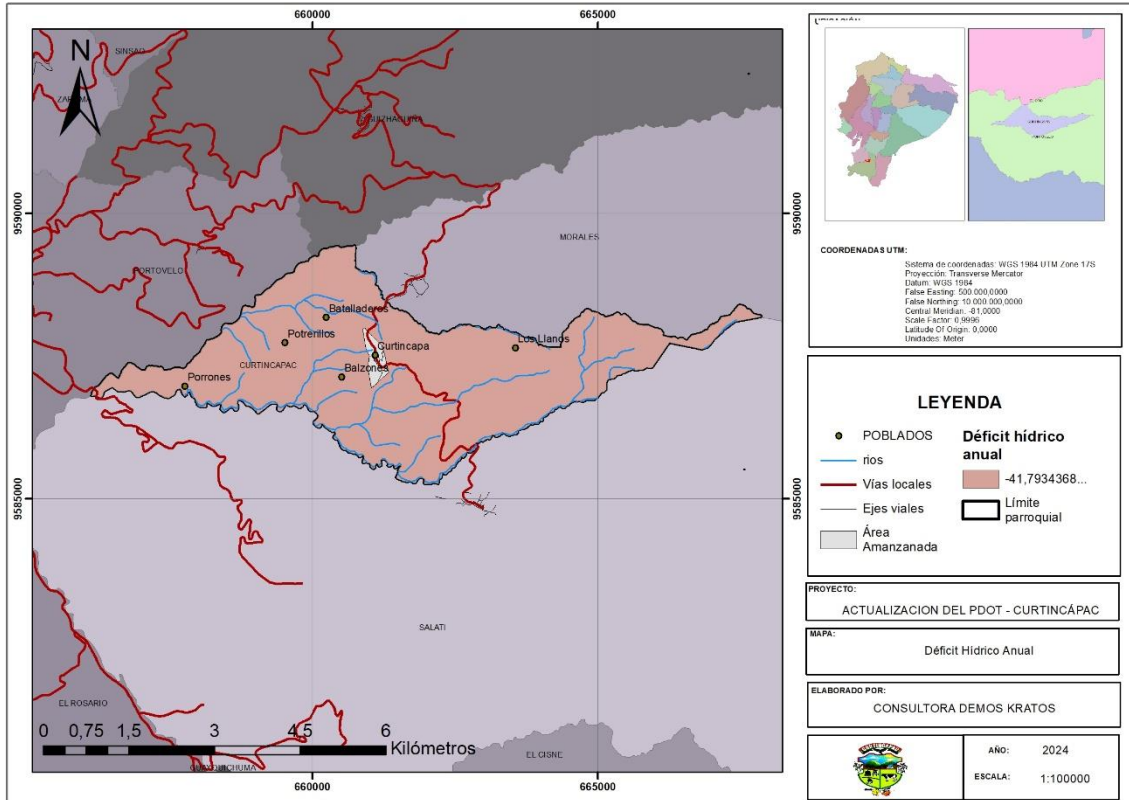 660000
665000
N
SINSAO
GUIZHAGUIÑA
9590000
9590000
MORALES
PORTOVELO
Batalladeros
Potrerillos
Curtincapa
Los Llanos
CURTINCAPAC
Balzones
Porrones
9585000
9585000
SALATI
EL ROSARIO
0 0,75 1,5 3 4,5 6
Kilómetros
EL CISNE
660000
665000
UBICACIÓN
COORDENADAS UTM:
Sistema de coordenadas: WGS 1984 UTM Zone 17S
Proyección: Transverse Mercator
Datum: WGS 1984
False Easting: 500.000,0000
False Northing: 10.000.000,0000
Central Meridian: -81,0000
Scale Factor: 0,9996
Latitude Of Origin: 0,0000
Unidades: Meter
LEYENDA
POBLADOS
rios
Vías locales
Ejes viales
Área
Amanzanada
Déficit hídrico
anual
-41,7934368...
Límite
parroquial
PROYECTO:
ACTUALIZACION DEL PDOT - CURTINCÁPAC
MAPA:
Déficit Hídrico Anual
ELABORADO POR:
CONSULTORA DEMOS KRATOS
AÑO: 2024
ESCALA: 1:100000